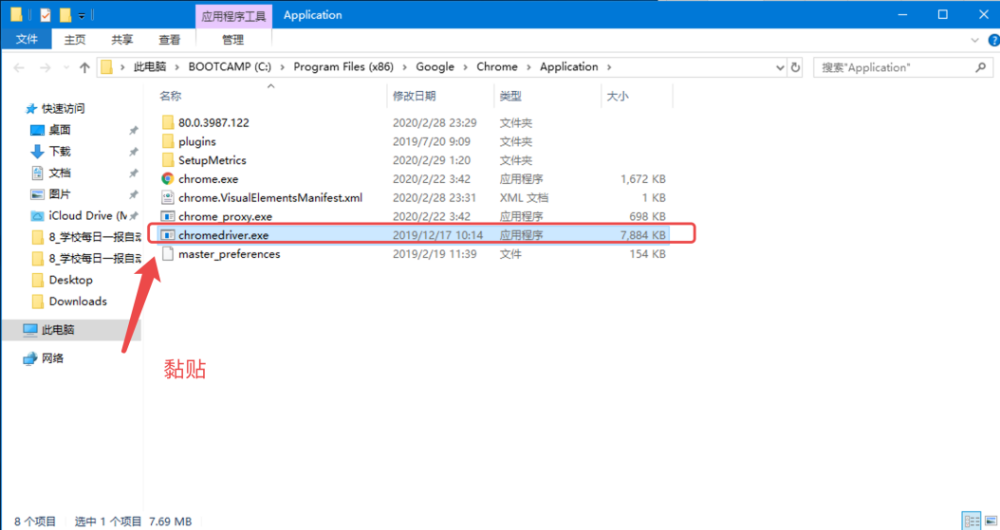 应用程序工具 Application
文件 主页 共享 查看 管理
此电脑 › BOOTCAMP (C:) › Program Files (x86) › Google › Chrome › Application › 搜索"Application"
名称 修改日期 类型 大小
快速访问
桌面
下载
文档
图片
iCloud Drive (M
8_学校每日一报自动
8_学校每日一报自动
Desktop
Downloads
此电脑
网络
80.0.3987.122 2020/2/28 23:29 文件夹
plugins 2019/7/20 9:09 文件夹
SetupMetrics 2020/2/29 1:20 文件夹
chrome.exe 2020/2/22 3:42 应用程序 1,672 KB
chrome.VisualElementsManifest.xml 2020/2/28 23:31 XML 文档 1 KB
chrome_proxy.exe 2020/2/22 3:42 应用程序 698 KB
chromedriver.exe 2019/12/17 10:14 应用程序 7,884 KB
master_preferences 2019/2/19 11:39 文件 154 KB
黏贴
8 个项目 选中 1 个项目 7.69 MB